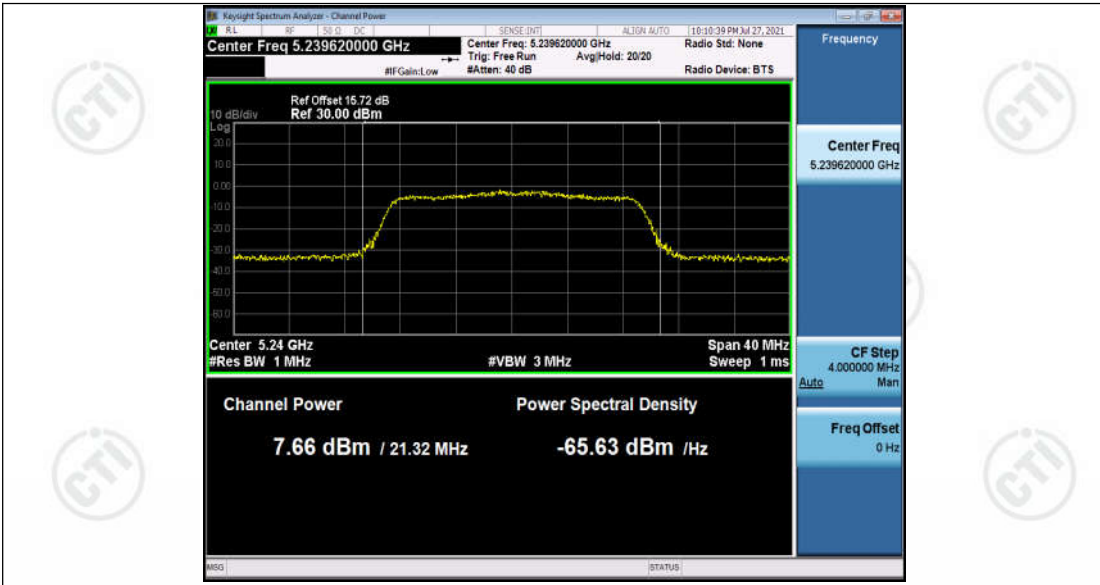 Keysight Spectrum Analyzer - Channel Power
RL RF 50 Ω DC SENSE:INT ALIGN AUTO 10:10:39 PM Jul 27, 2021
Center Freq 5.239620000 GHz
Center Freq: 5.239620000 GHz Radio Std: None
Trig: Free Run Avg|Hold: 20/20
#IFGain:Low #Atten: 40 dB Radio Device: BTS
Frequency
Ref Offset 15.72 dB
10 dB/div Ref 30.00 dBm
Log
20.0
10.0
0.00
-10.0
-20.0
-30.0
-40.0
-50.0
-60.0
Center 5.24 GHz Span 40 MHz
#Res BW 1 MHz #VBW 3 MHz Sweep 1 ms
Center Freq
5.239620000 GHz
CF Step
4.000000 MHz
Auto Man
Freq Offset
0 Hz
Channel Power Power Spectral Density
7.66 dBm / 21.32 MHz -65.63 dBm /Hz
MSG STATUS
CTI
CTI
CTI
CTI